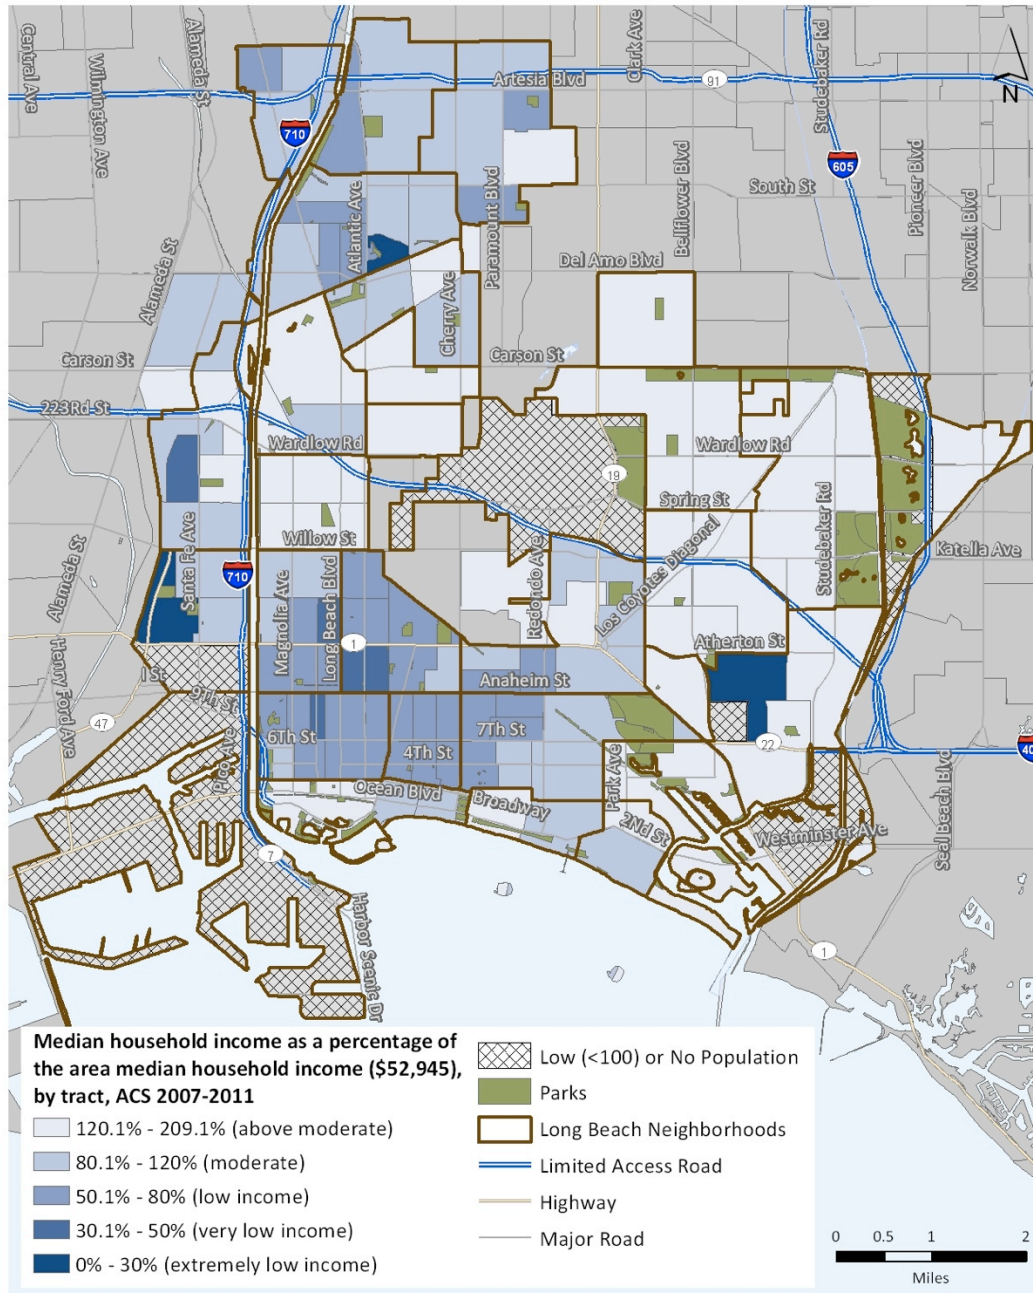 Central Ave
Wilmington Ave
Alameda St
Clark Ave
Studebaker Rd
Artesia Blvd
91
N
710
605
Atlantic Ave
Paramount Blvd
Bellflower Blvd
South St
Pioneer Blvd
Norwalk Blvd
Alameda St
Del Amo Blvd
Cherry Ave
Carson St
Carson St
223Rd St
Wardlow Rd
Wardlow Rd
19
Spring St
Studebaker Rd
Willow St
Katella Ave
Alameda St
Santa Fe Ave
710
Magnolia Ave
Long Beach Blvd
Redondo Ave
Los Coyotes Diagonal
1
Atherton St
I St
Anaheim St
Henry Ford Ave
9Th St
47
6Th St
7Th St
4Th St
22
40
Pico Ave
Park Ave
Ocean Blvd
Broadway
2Nd St
Westminster Ave
Seal Beach Blvd
7
Harbor Scenic Dr
1
Median household income as a percentage of
the area median household income ($52,945),
by tract, ACS 2007-2011
120.1% - 209.1% (above moderate)
80.1% - 120% (moderate)
50.1% - 80% (low income)
30.1% - 50% (very low income)
0% - 30% (extremely low income)
Low (<100) or No Population
Parks
Long Beach Neighborhoods
Limited Access Road
Highway
Major Road
0 0.5 1 2
Miles